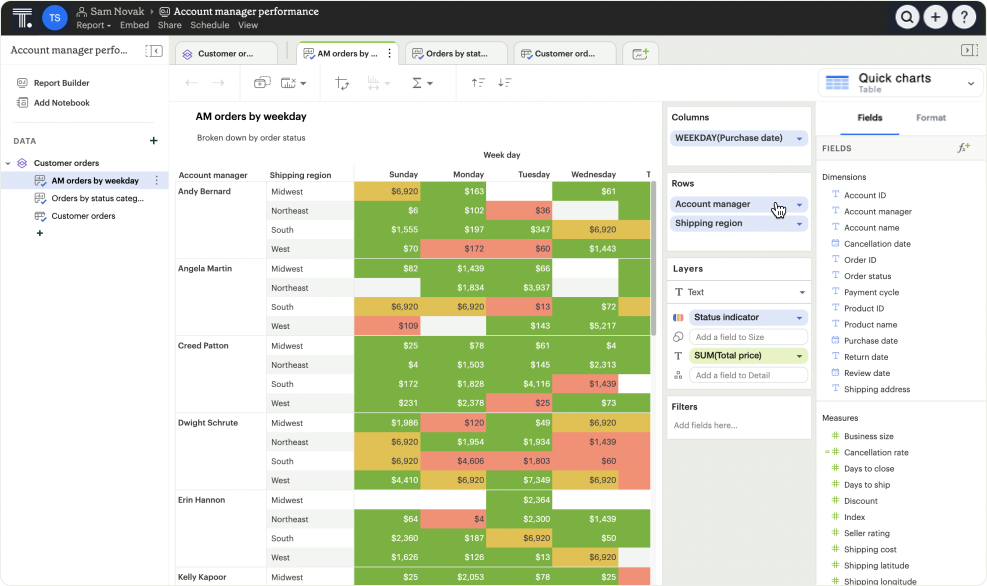 T.
TS
Sam Novak › Account manager performance
Report Embed Share Schedule View
?
Account manager perfo...
Report Builder
Add Notebook
DATA +
Customer orders
AM orders by weekday
Orders by status categ...
Customer orders
+
Customer or...
AM orders by ...
Orders by stat...
Customer ord...
Σ
Quick charts
Table
AM orders by weekday
Broken down by order status
Week day
Account manager Shipping region Sunday Monday Tuesday Wednesday T
Andy Bernard Midwest $6,920 $163 $61
Northeast $6 $102 $36
South $1,555 $197 $347 $6,920
West $70 $172 $60 $1,443
Angela Martin Midwest $82 $1,439 $66
Northeast $1,834 $3,937
South $6,920 $6,920 $13 $72
West $109 $143 $5,217
Creed Patton Midwest $25 $78 $61 $4
Northeast $4 $1,503 $145 $2,313
South $172 $1,828 $4,116 $1,439
West $231 $2,378 $25 $73
Dwight Schrute Midwest $1,986 $120 $49 $6,920
Northeast $6,920 $1,954 $1,934 $1,439
South $6,920 $4,606 $1,803 $60
West $4,410 $6,920 $7,349 $6,920
Erin Hannon Midwest $2,364
Northeast $64 $4 $2,300 $1,439
South $2,360 $187 $6,920 $50
West $1,626 $126 $13 $6,920
Kelly Kapoor Midwest $25 $2,053 $78 $25
Columns
WEEKDAY(Purchase date)
Rows
Account manager
Shipping region
Layers
T Text
Status indicator
Add a field to Size
T SUM(Total price)
Add a field to Detail
Filters
Add fields here...
Fields Format
FIELDS fx+
Dimensions
T Account ID
T Account manager
T Account name
Cancellation date
T Order ID
T Order status
T Payment cycle
T Product ID
T Product name
Purchase date
T Return date
Review date
T Shipping address
Measures
# Business size
=# Cancellation rate
# Days to close
# Days to ship
# Discount
# Index
# Seller rating
# Shipping cost
# Shipping latitude
# Shipping longitude